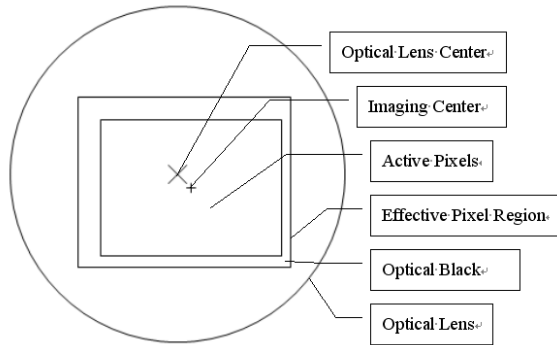 Optical Lens Center
Imaging Center
Active Pixels
Effective Pixel Region
Optical Black
Optical Lens